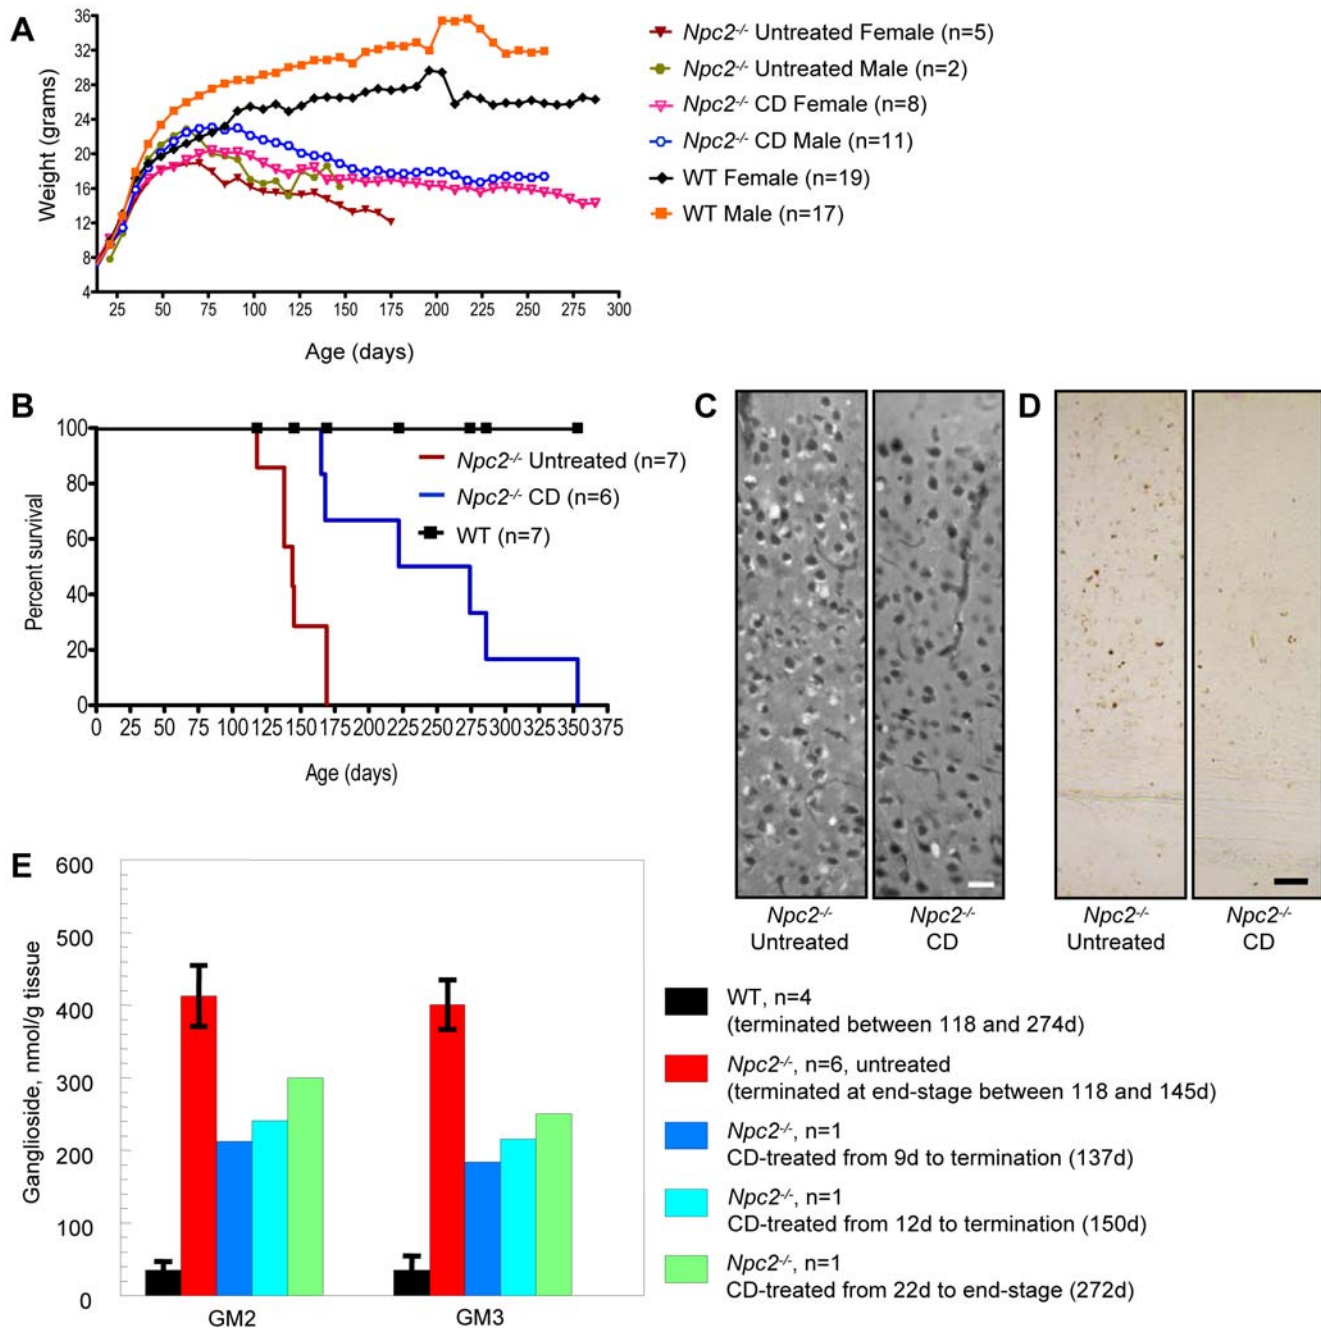 A
36
32
28
24
20
16
12
8
4
Weight (grams)
25 50 75 100 125 150 175 200 225 250 275 300
Age (days)
Npc2-/- Untreated Female (n=5)
Npc2-/- Untreated Male (n=2)
Npc2-/- CD Female (n=8)
Npc2-/- CD Male (n=11)
WT Female (n=19)
WT Male (n=17)
B
100
80
60
40
20
0
Percent survival
0 25 50 75 100 125 150 175 200 225 250 275 300 325 350 375
Age (days)
Npc2-/- Untreated (n=7)
Npc2-/- CD (n=6)
WT (n=7)
C
Npc2-/-
Untreated
Npc2-/-
CD
D
Npc2-/-
Untreated
Npc2-/-
CD
E
600
500
400
300
200
100
0
Ganglioside, nmol/g tissue
GM2
GM3
WT, n=4
(terminated between 118 and 274d)
Npc2-/-, n=6, untreated
(terminated at end-stage between 118 and 145d)
Npc2-/-, n=1
CD-treated from 9d to termination (137d)
Npc2-/-, n=1
CD-treated from 12d to termination (150d)
Npc2-/-, n=1
CD-treated from 22d to end-stage (272d)